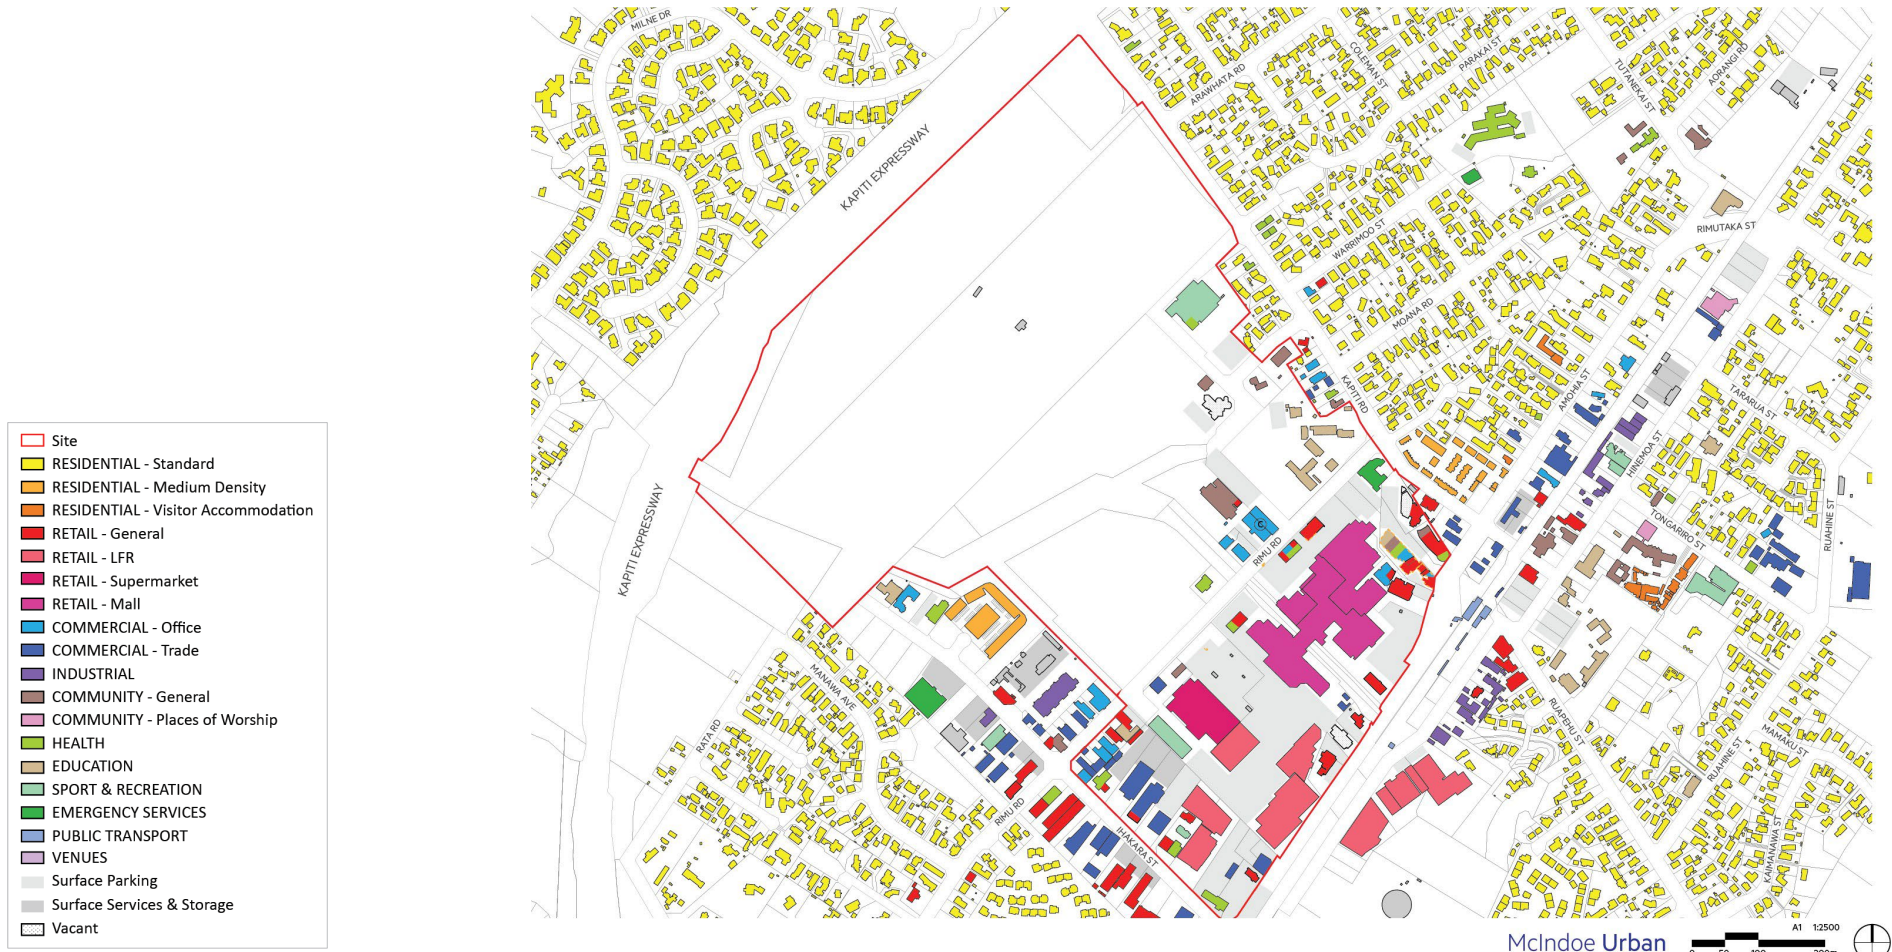 Site
RESIDENTIAL - Standard
RESIDENTIAL - Medium Density
RESIDENTIAL - Visitor Accommodation
RETAIL - General
RETAIL - LFR
RETAIL - Supermarket
RETAIL - Mall
COMMERCIAL - Office
COMMERCIAL - Trade
INDUSTRIAL
COMMUNITY - General
COMMUNITY - Places of Worship
HEALTH
EDUCATION
SPORT & RECREATION
EMERGENCY SERVICES
PUBLIC TRANSPORT
VENUES
Surface Parking
Surface Services & Storage
Vacant
MILNE DR
KAPITI EXPRESSWAY
ARAWHATA RD
COLEMAN ST
PARAKAI ST
TUTANEKAI ST
AORANGI RD
RIMUTAKA ST
WARRIMOO ST
MOANA RD
KAPITI RD
AMOHIA ST
TARARUA ST
HINEMOA ST
TONGARIRO ST
RUAHINE ST
KAPITI EXPRESSWAY
RIMU RD
MANAWA AVE
RATA RD
RIMU RD
IHAKARA ST
RUAPEHU ST
RUAHINE ST
MAMAKU ST
KAIMANAWA ST
McIndoe Urban
A1 1:2500
0 50 100 200m